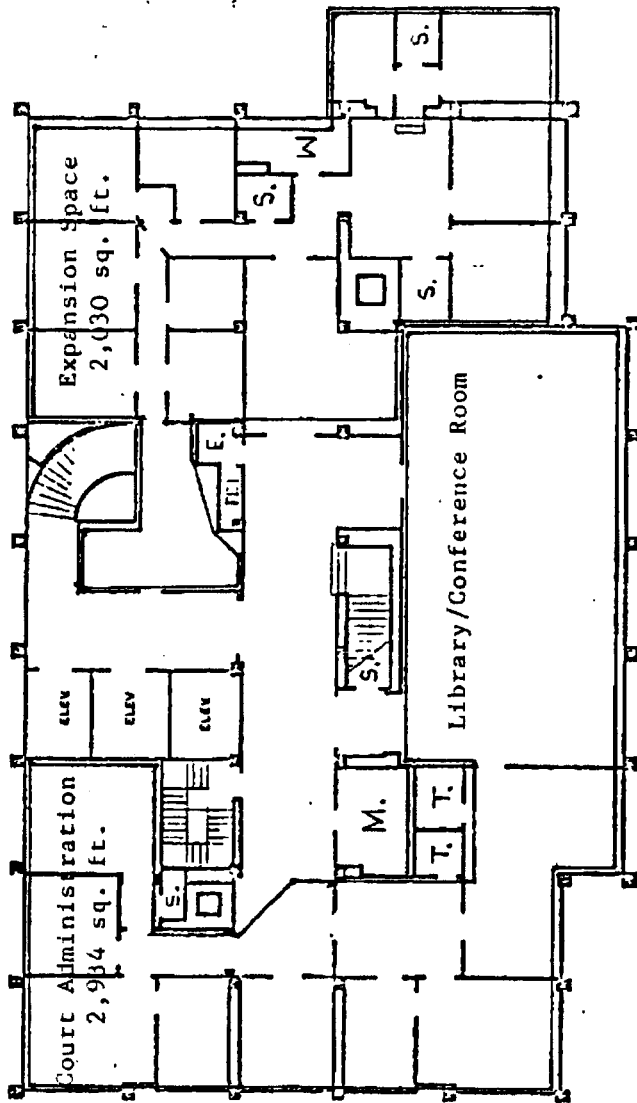 Court Administration
2,934 sq. ft.
ELEV
ELEV
ELEV
Expansion Space
2,030 sq. ft.
S.
E.
S.
M
M.
S.
S.
T.
T.
S.
Library/Conference Room